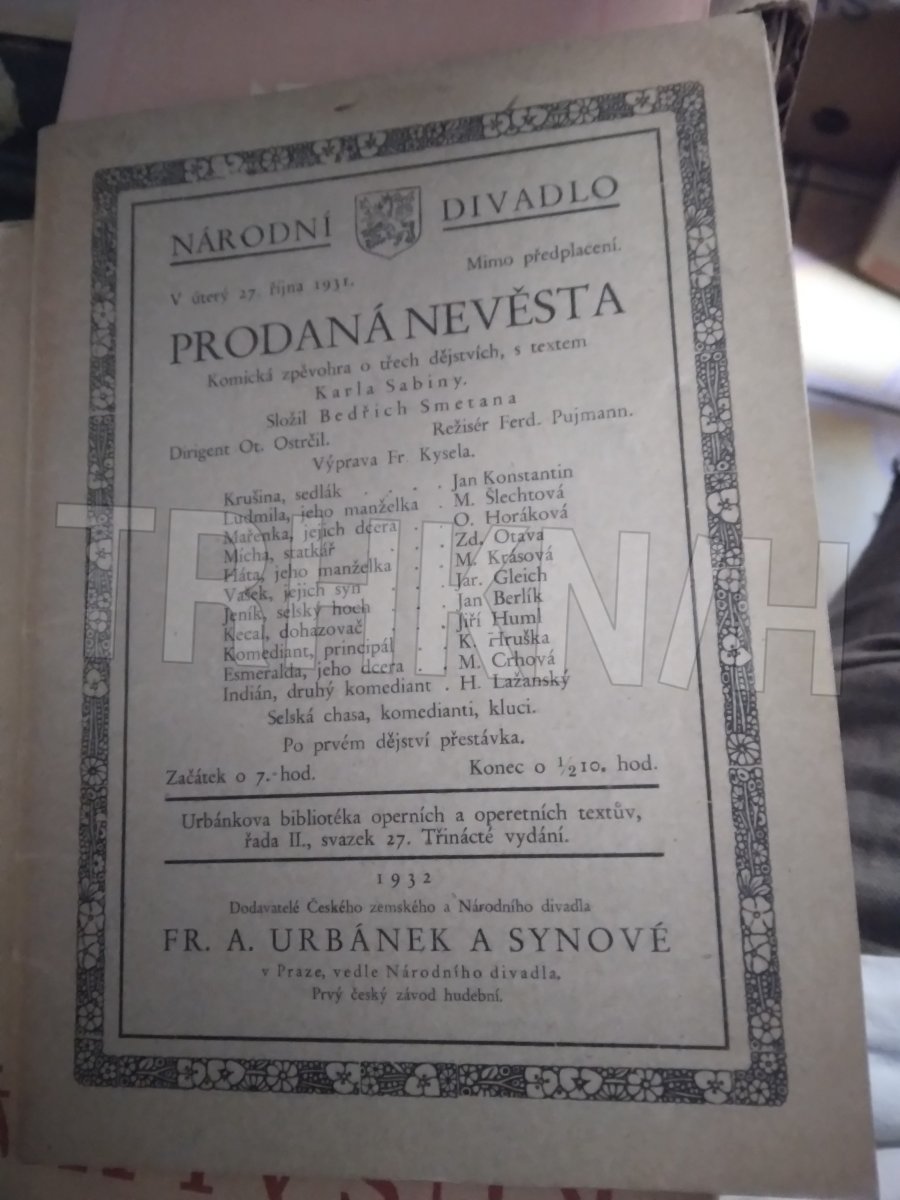 NÁRODNÍ DIVADLO
V úterý 27. října 1931. Mimo předplacení.
PRODANÁ NEVĚSTA
Komická zpěvohra o třech dějstvích, s textem
Karla Sabiny.
Složil Bedřich Smetana
Dirigent Ot. Ostrčil. Režisér Ferd. Pujmann.
Výprava Fr. Kysela.
Krušina, sedlák . . . . Jan Konstantin
Ludmila, jeho manželka . M. Šlechtová
Mařenka, jejich dcera . . O. Horáková
Mícha, statkář . . . Zd. Otava
Háta, jeho manželka . . M. Krásová
Vašek, jejich syn . . . Jar. Gleich
Jeník, selský hoch . . . Jan Berlík
Kecal, dohazovač . . . Jiří Huml
Komediant, principál . . K. Hruška
Esmeralda, jeho dcera . . M. Crhová
Indián, druhý komediant . H. Lažanský
Selská chasa, komedianti, kluci.
Po prvém dějství přestávka.
Začátek o 7. hod. Konec o ½10. hod.
Urbánkova bibliotéka operních a operetních textův,
řada II., svazek 27. Třinácté vydání.
1932
Dodavatelé Českého zemského a Národního divadla
FR. A. URBÁNEK A SYNOVÉ
v Praze, vedle Národního divadla.
Prvý český závod hudební.